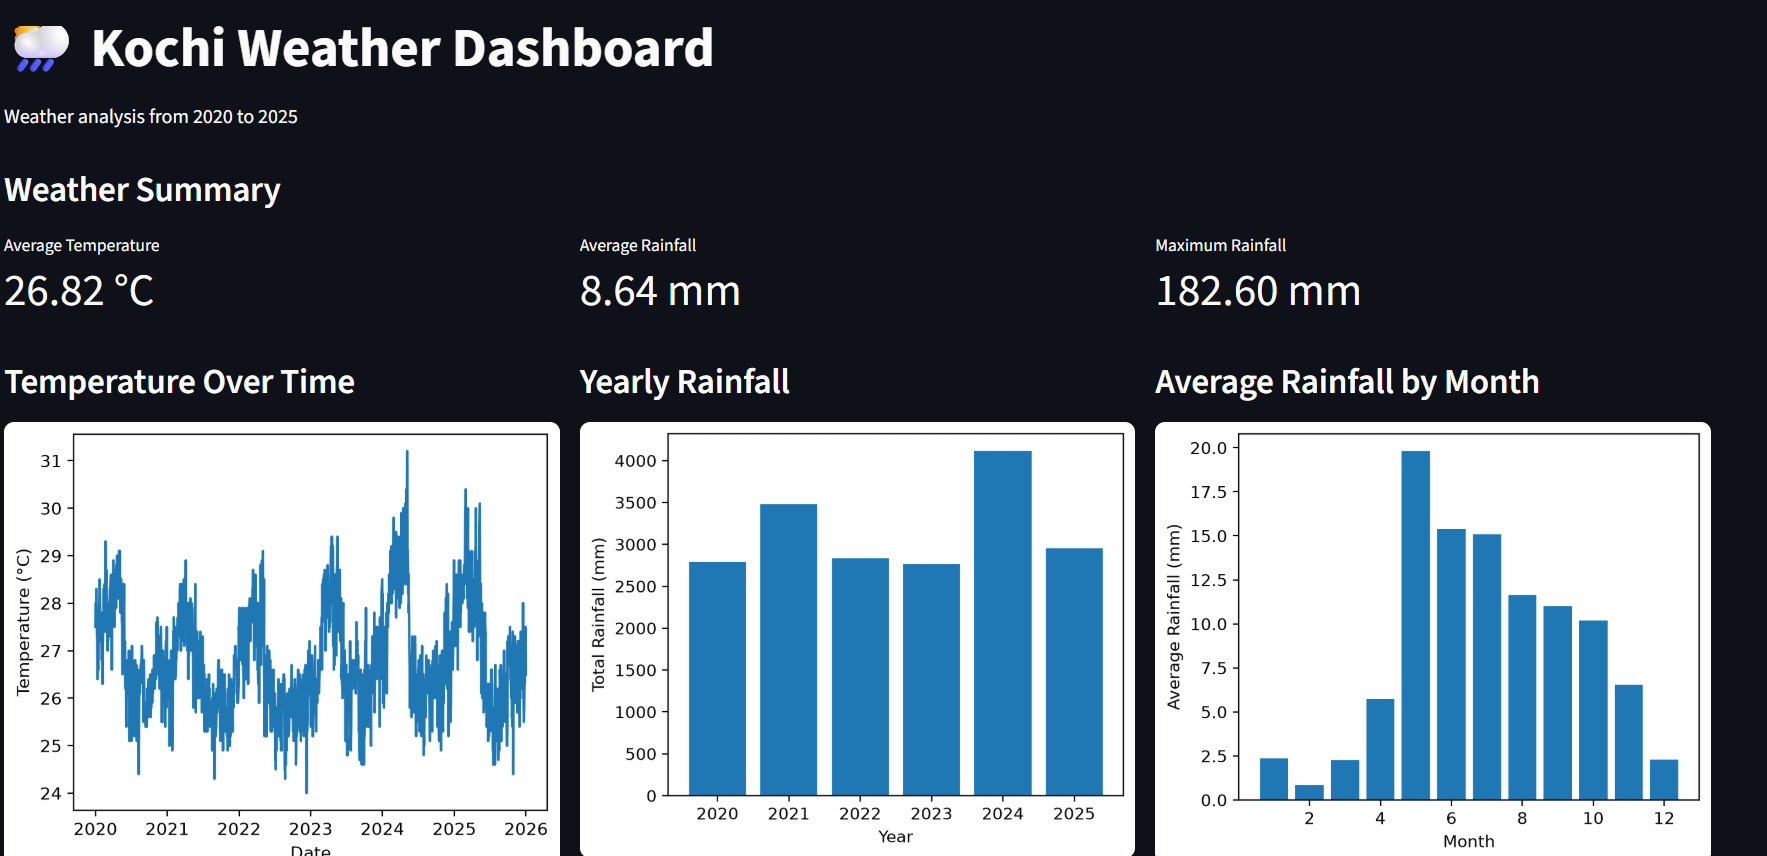 Kochi Weather Dashboard
Weather analysis from 2020 to 2025
Weather Summary
Average Temperature
26.82 °C
Average Rainfall
8.64 mm
Maximum Rainfall
182.60 mm
Temperature Over Time
31
30
29
28
27
26
25
24
Temperature (°C)
2020 2021 2022 2023 2024 2025 2026
Date
Yearly Rainfall
4000
3500
3000
2500
2000
1500
1000
500
0
Total Rainfall (mm)
2020 2021 2022 2023 2024 2025
Year
Average Rainfall by Month
20.0
17.5
15.0
12.5
10.0
7.5
5.0
2.5
0.0
Average Rainfall (mm)
2 4 6 8 10 12
Month